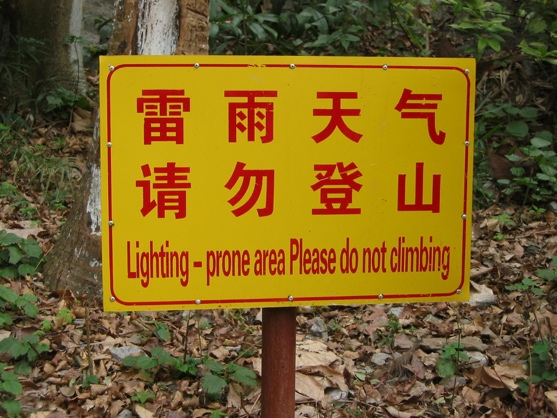 雷雨天气
请勿登山
Lighting - prone area Please do not climbing